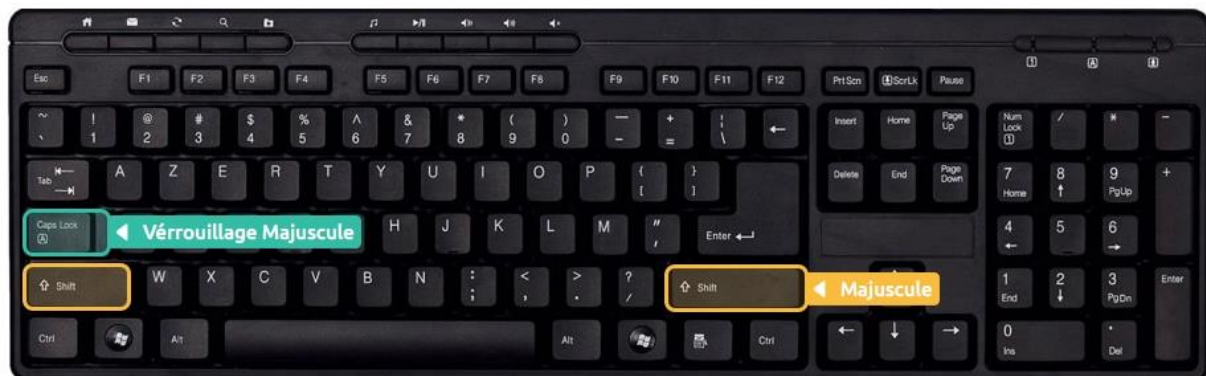 1 A
Esc F1 F2 F3 F4 F5 F6 F7 F8 F9 F10 F11 F12 PrtScn ScrLk Pause
~ ! @ # $ % ^ & * ( ) — + ¦
` 1 2 3 4 5 6 7 8 9 0 - = \ ← Insert Home Page Up Num Lock 1 / * -
Tab A Z E R T Y U I O P { [ } ] Delete End Page Down 7 Home 8 ↑ 9 PgUp +
Caps Lock A Vérrouillage Majuscule H J K L M " ' Enter 4 ← 5 6 →
Shift W X C V B N : ; < , > . ? / Shift Majuscule 1 End 2 ↓ 3 PgDn Enter
Ctrl Alt Alt Ctrl ← ↓ → 0 Ins . Del